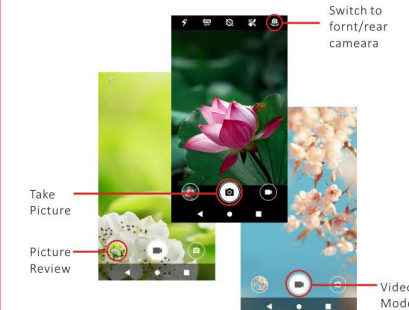 Switch to
fornt/rear
cameara
Take
Picture
Picture
Review
Video
Mode